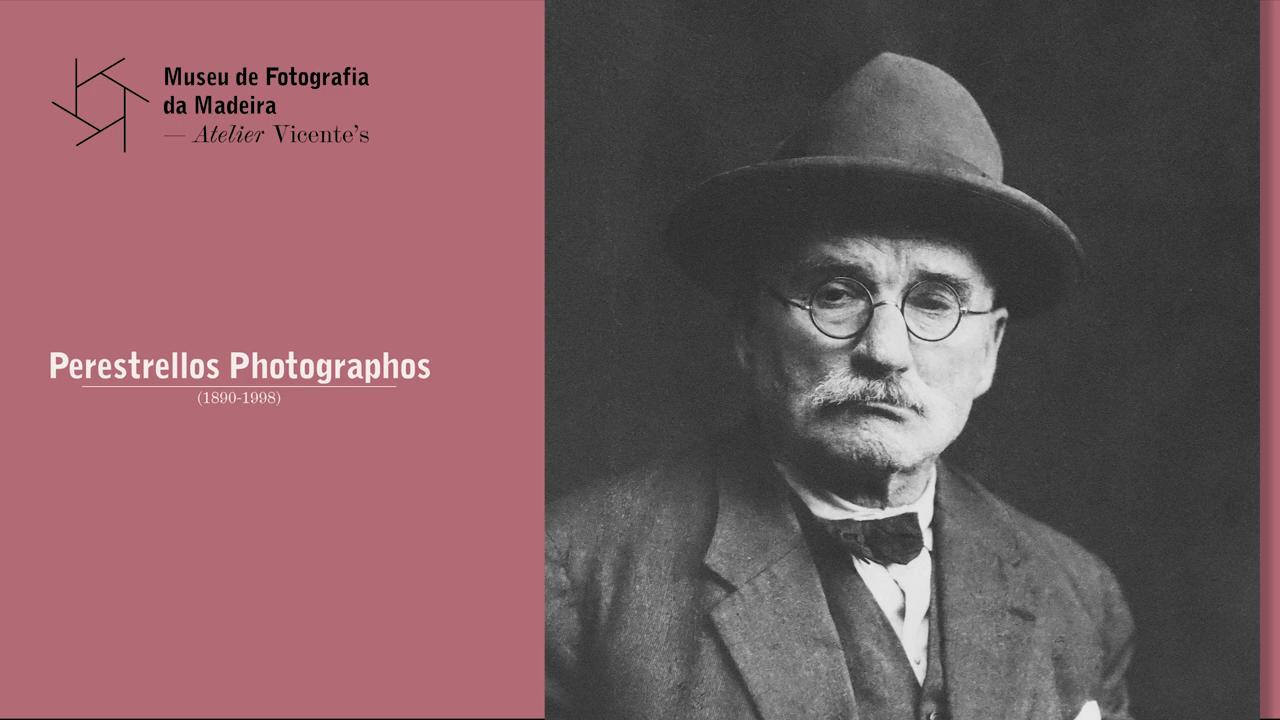 Museu de Fotografia
da Madeira
— Atelier Vicente's
Perestrellos Photographos
(1890-1998)